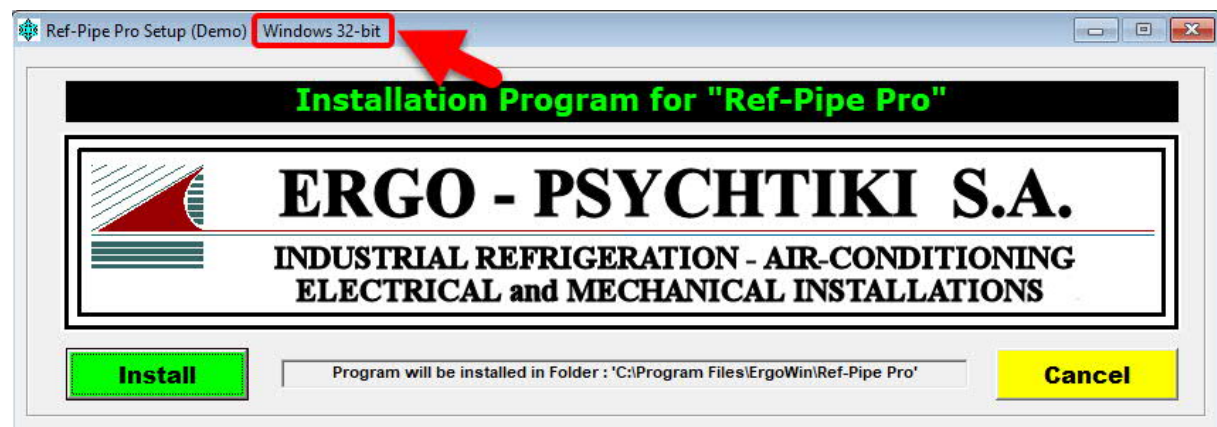 Ref-Pipe Pro Setup (Demo) Windows 32-bit
Installation Program for "Ref-Pipe Pro"
ERGO - PSYCHTIKI S.A.
INDUSTRIAL REFRIGERATION - AIR-CONDITIONING
ELECTRICAL and MECHANICAL INSTALLATIONS
Install
Program will be installed in Folder : 'C:\Program Files\ErgoWin\Ref-Pipe Pro'
Cancel